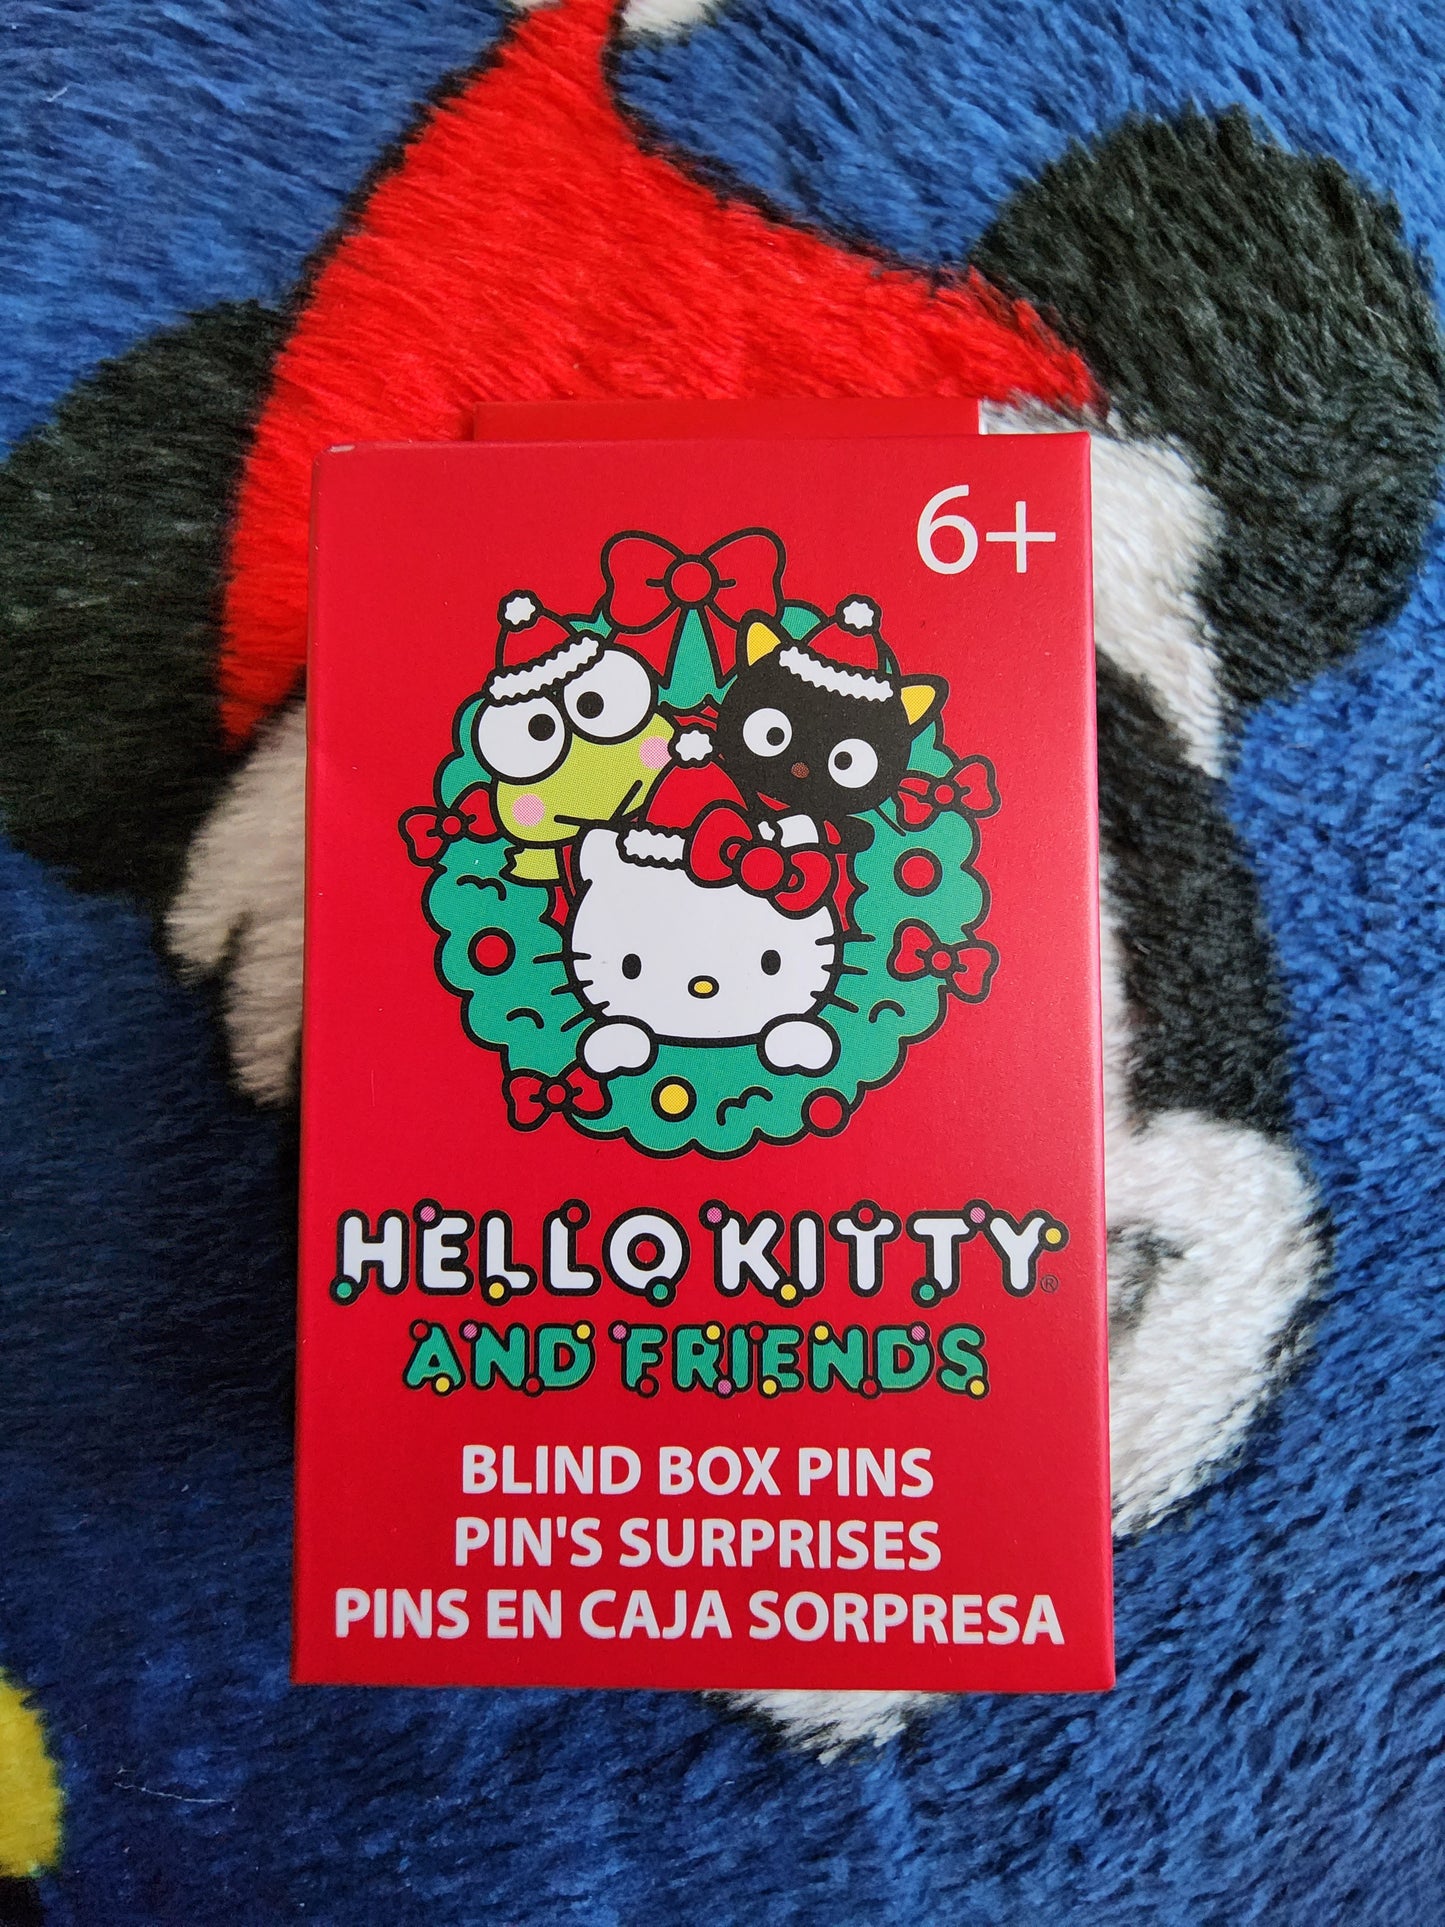 6+
HELLO KITTY®
AND FRIENDS
BLIND BOX PINS
PIN'S SURPRISES
PINS EN CAJA SORPRESA